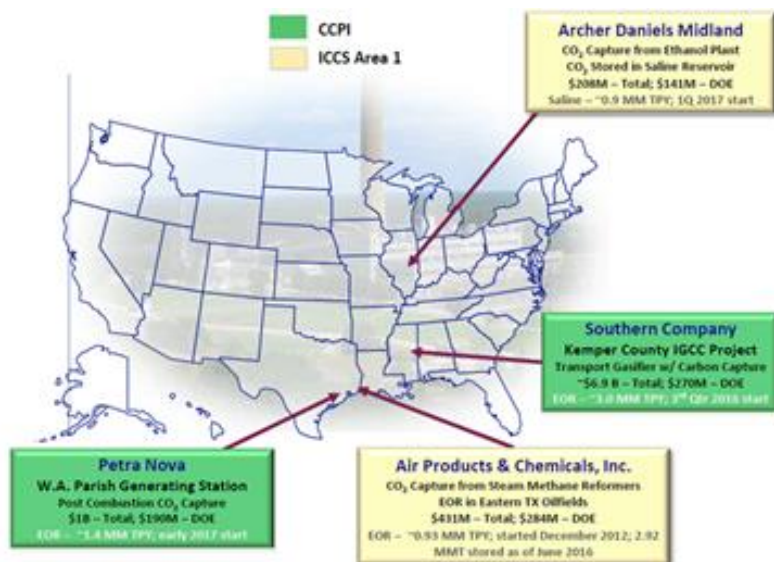 CCPI
ICCS Area 1
Archer Daniels Midland
CO₂ Capture from Ethanol Plant
CO₂ Stored in Saline Reservoir
$208M – Total; $141M – DOE
Saline – ~0.9 MM TPY; 1Q 2017 start
Southern Company
Kemper County IGCC Project
Transport Gasifier w/ Carbon Capture
~$6.9 B – Total; $270M – DOE
EOR – ~3.0 MM TPY; 3rd Qtr 2016 start
Petra Nova
W.A. Parish Generating Station
Post Combustion CO₂ Capture
$1B – Total; $190M – DOE
EOR – ~1.4 MM TPY; early 2017 start
Air Products & Chemicals, Inc.
CO₂ Capture from Steam Methane Reformers
EOR in Eastern TX Oilfields
$431M – Total; $284M – DOE
EOR – ~0.93 MM TPY; started December 2012; 2.92
MMT stored as of June 2016